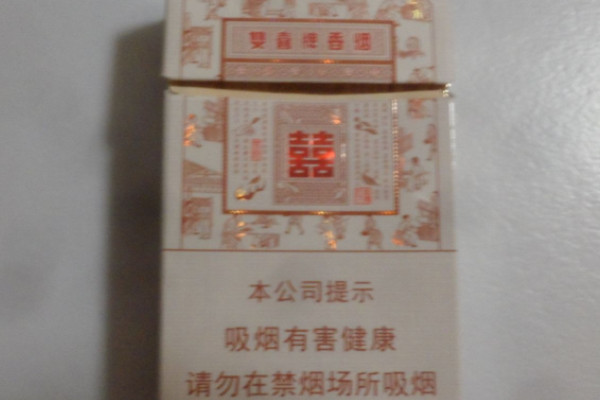 雙喜牌香烟
囍
本公司提示
吸烟有害健康
请勿在禁烟场所吸烟